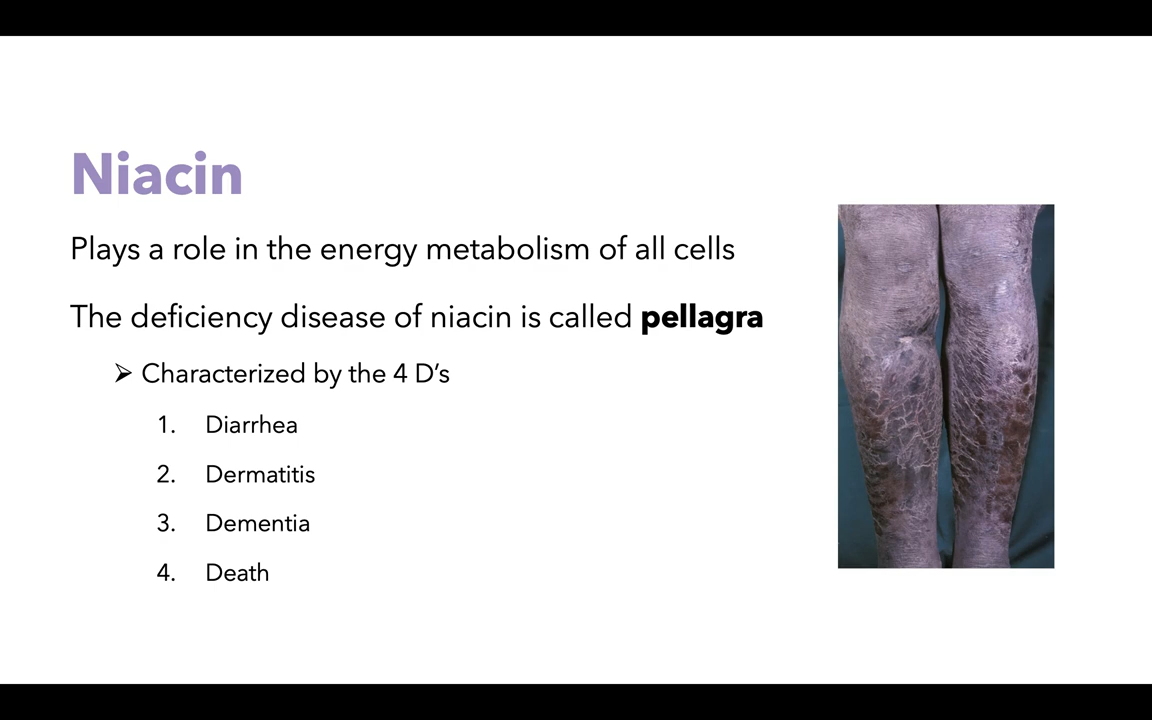 Niacin
Plays a role in the energy metabolism of all cells
The deficiency disease of niacin is called pellagra
➢ Characterized by the 4 D’s
1. Diarrhea
2. Dermatitis
3. Dementia
4. Death